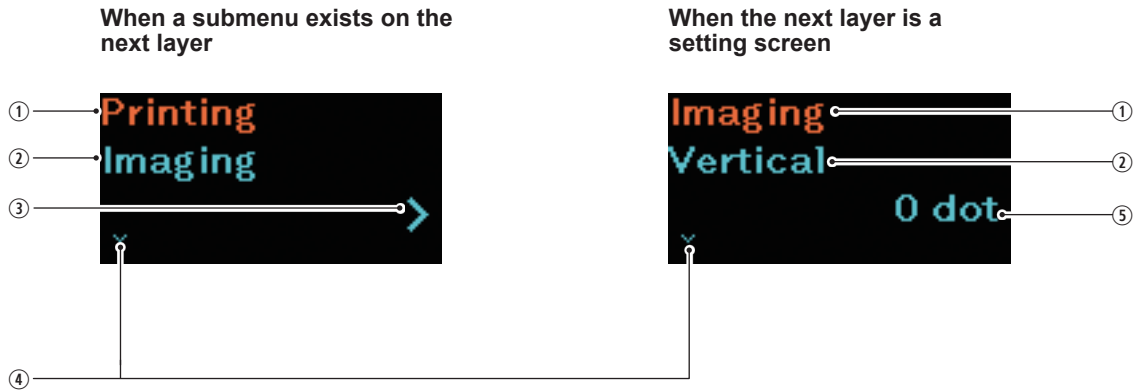 When a submenu exists on the
next layer
When the next layer is a
setting screen
① Printing
② Imaging
③ >
④
Imaging ①
Vertical ②
0 dot ⑤